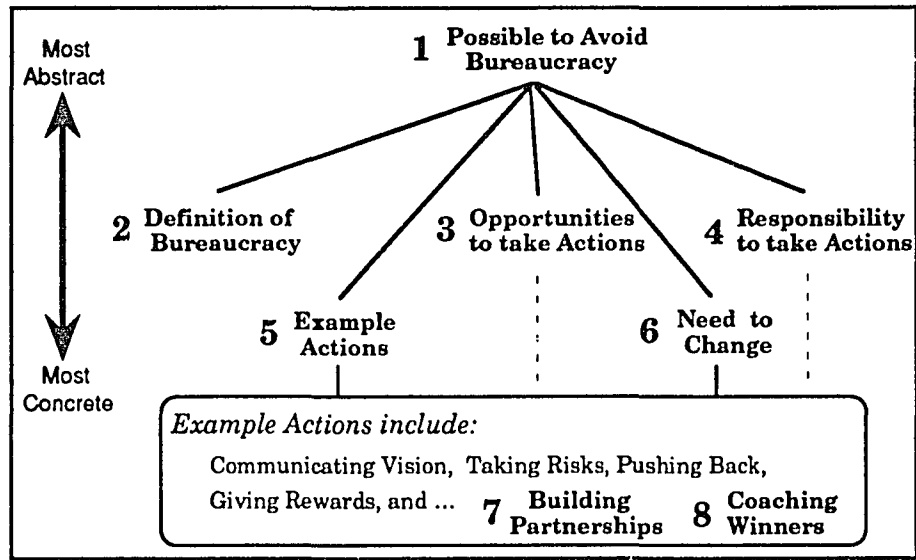 Most
Abstract
1 Possible to Avoid
Bureaucracy
2 Definition of
Bureaucracy
3 Opportunities
to take Actions
4 Responsibility
to take Actions
5 Example
Actions
6 Need to
Change
Most
Concrete
Example Actions include:
Communicating Vision, Taking Risks, Pushing Back,
Giving Rewards, and ... 7 Building
Partnerships
8 Coaching
Winners